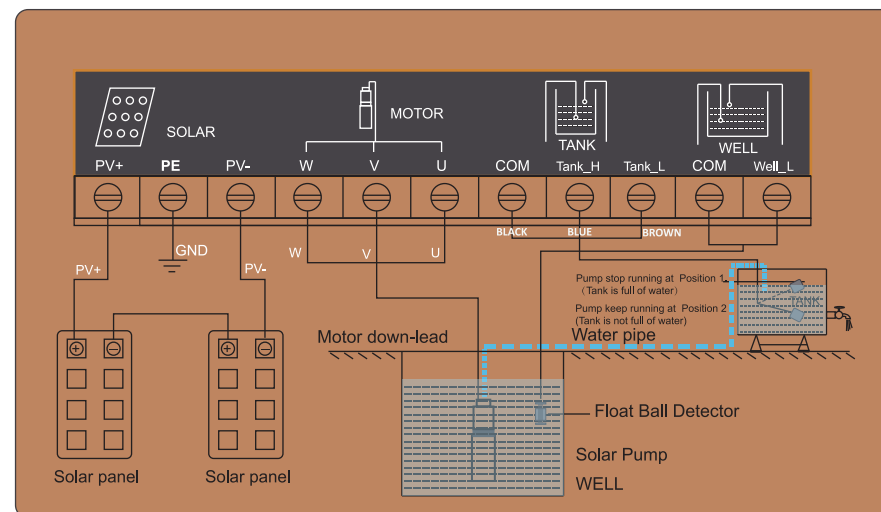 SOLAR
MOTOR
TANK
WELL
PV+ PE PV- W V U COM Tank_H Tank_L COM Well_L
BLACK BLUE BROWN
GND
W V U
PV+ PV-
Pump stop running at Position 1
(Tank is full of water)
TANK
Pump keep running at Position 2
(Tank is not full of water)
Motor down-lead
Water pipe
+ - + -
Float Ball Detector
Solar Pump
WELL
Solar panel
Solar panel